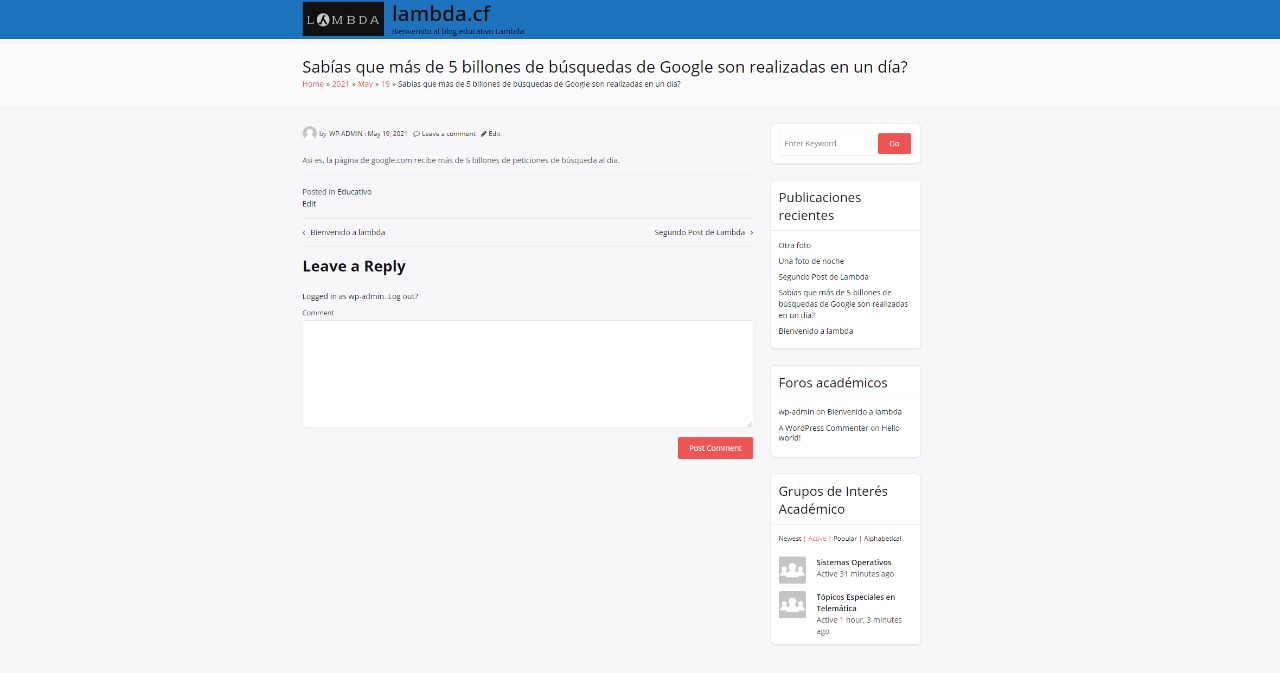 LAMBDA
lambda.cf
Bienvenido al blog educativo Lambda
Sabías que más de 5 billones de búsquedas de Google son realizadas en un día?
Home » 2021 » May » 19 » Sabías que más de 5 billones de búsquedas de Google son realizadas en un día?
by WP-ADMIN : May 19, 2021 Leave a comment Edit
Asi es, la página de google.com recibe más de 5 billones de peticiones de búsqueda al día.
Posted in Educativo
Edit
‹ Bienvenido a lambda
Segundo Post de Lambda ›
Leave a Reply
Logged in as wp-admin. Log out?
Comment
Post Comment
Enter Keyword
Go
Publicaciones
recientes
Otra foto
Una foto de noche
Segundo Post de Lambda
Sabías que más de 5 billones de
búsquedas de Google son realizadas
en un día?
Bienvenido a lambda
Foros académicos
wp-admin on Bienvenido a lambda
A WordPress Commenter on Hello
world!
Grupos de Interés
Académico
Newest | Active | Popular | Alphabetical
Sistemas Operativos
Active 31 minutes ago
Tópicos Especiales en
Telemática
Active 1 hour, 3 minutes
ago